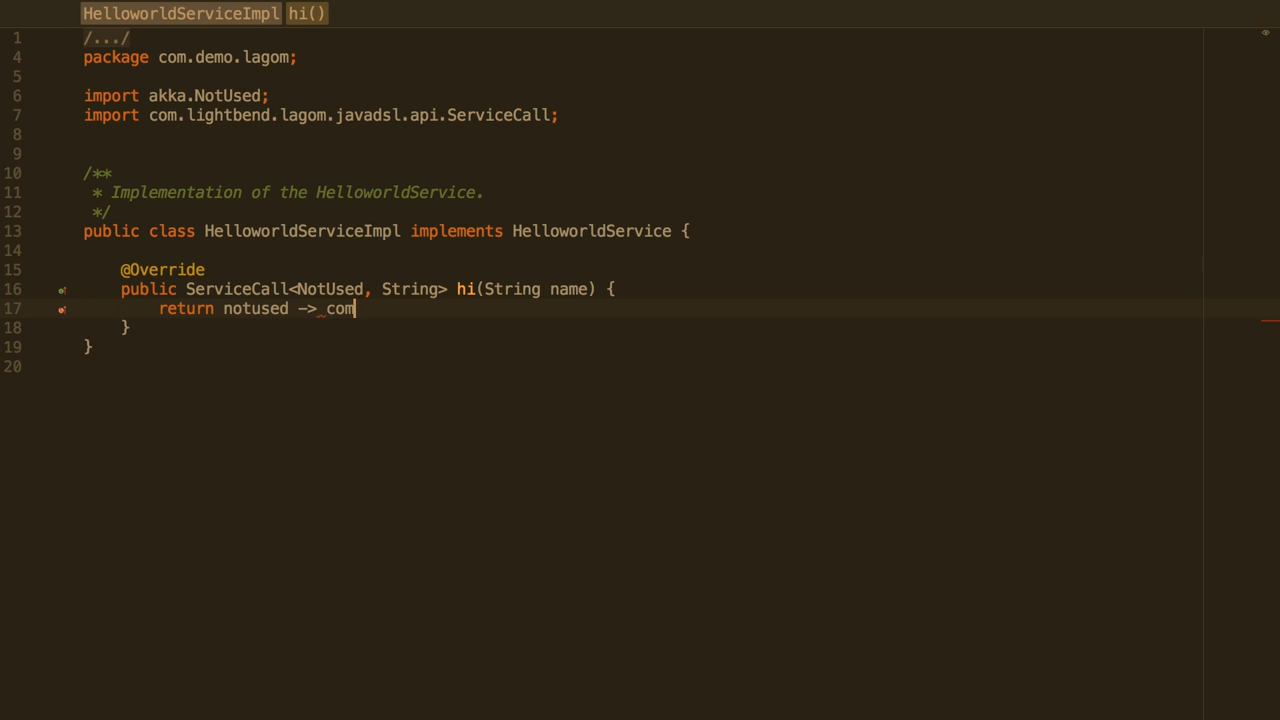 HelloworldServiceImpl hi()
1 /.../
4 package com.demo.lagom;
5
6 import akka.NotUsed;
7 import com.lightbend.lagom.javadsl.api.ServiceCall;
8
9
10 /**
11 * Implementation of the HelloworldService.
12 */
13 public class HelloworldServiceImpl implements HelloworldService {
14
15 @Override
16 public ServiceCall<NotUsed, String> hi(String name) {
17 return notused -> com
18 }
19 }
20